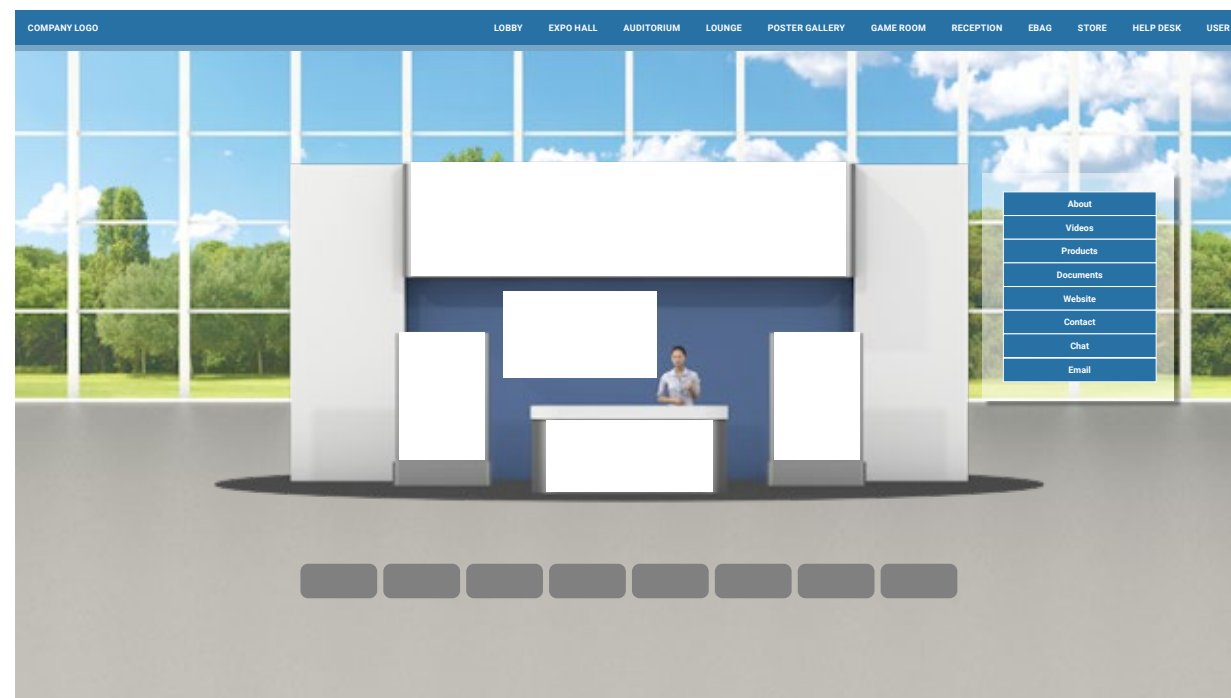 COMPANY LOGO LOBBY EXPO HALL AUDITORIUM LOUNGE POSTER GALLERY GAME ROOM RECEPTION EBAG STORE HELP DESK USER
About
Videos
Products
Documents
Website
Contact
Chat
Email